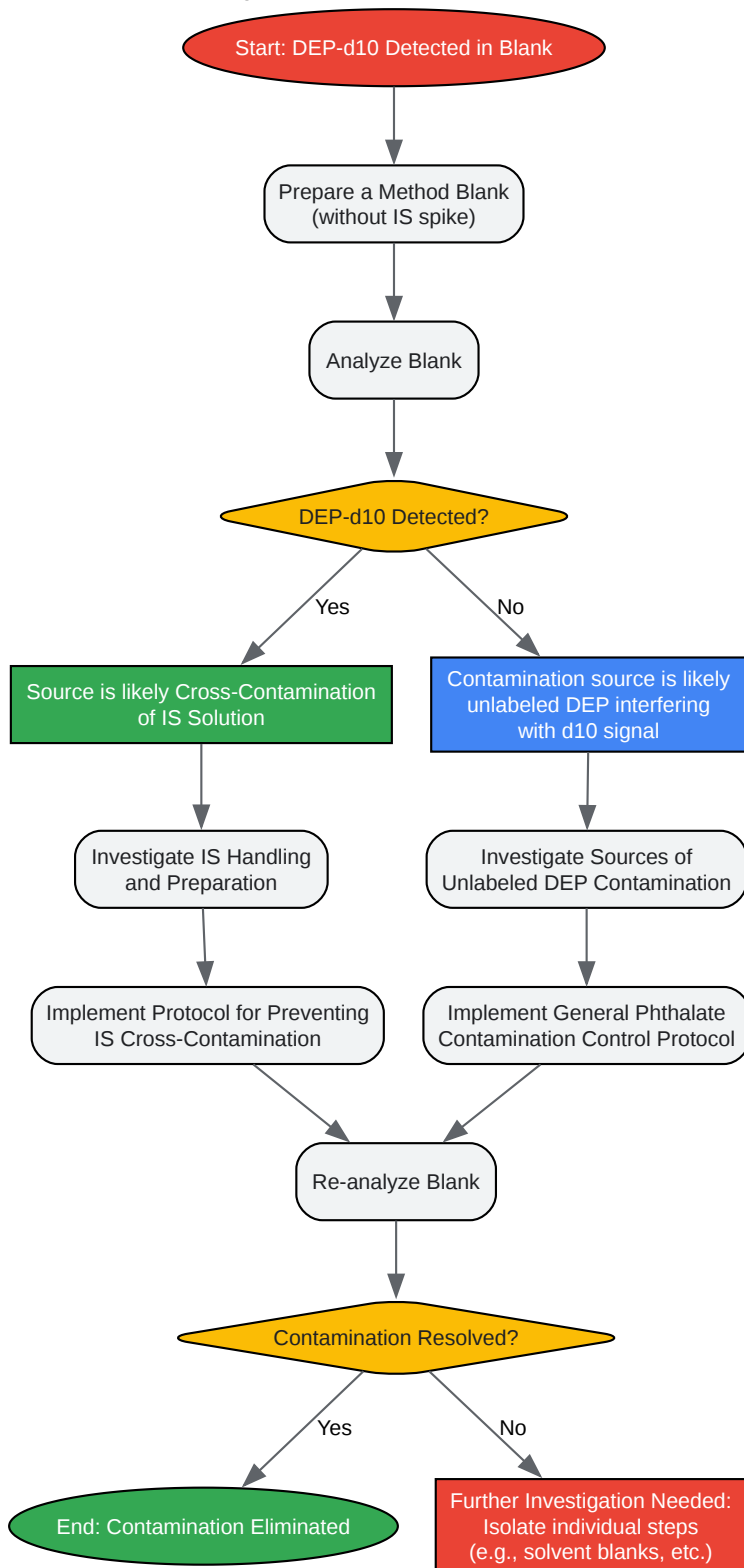 Start: DEP-d10 Detected in Blank
Prepare a Method Blank
(without IS spike)
Analyze Blank
DEP-d10 Detected?
Yes
No
Source is likely Cross-Contamination
of IS Solution
Contamination source is likely
unlabeled DEP interfering
with d10 signal
Investigate IS Handling
and Preparation
Investigate Sources of
Unlabeled DEP Contamination
Implement Protocol for Preventing
IS Cross-Contamination
Implement General Phthalate
Contamination Control Protocol
Re-analyze Blank
Contamination Resolved?
Yes
No
End: Contamination Eliminated
Further Investigation Needed:
Isolate individual steps
(e.g., solvent blanks, etc.)